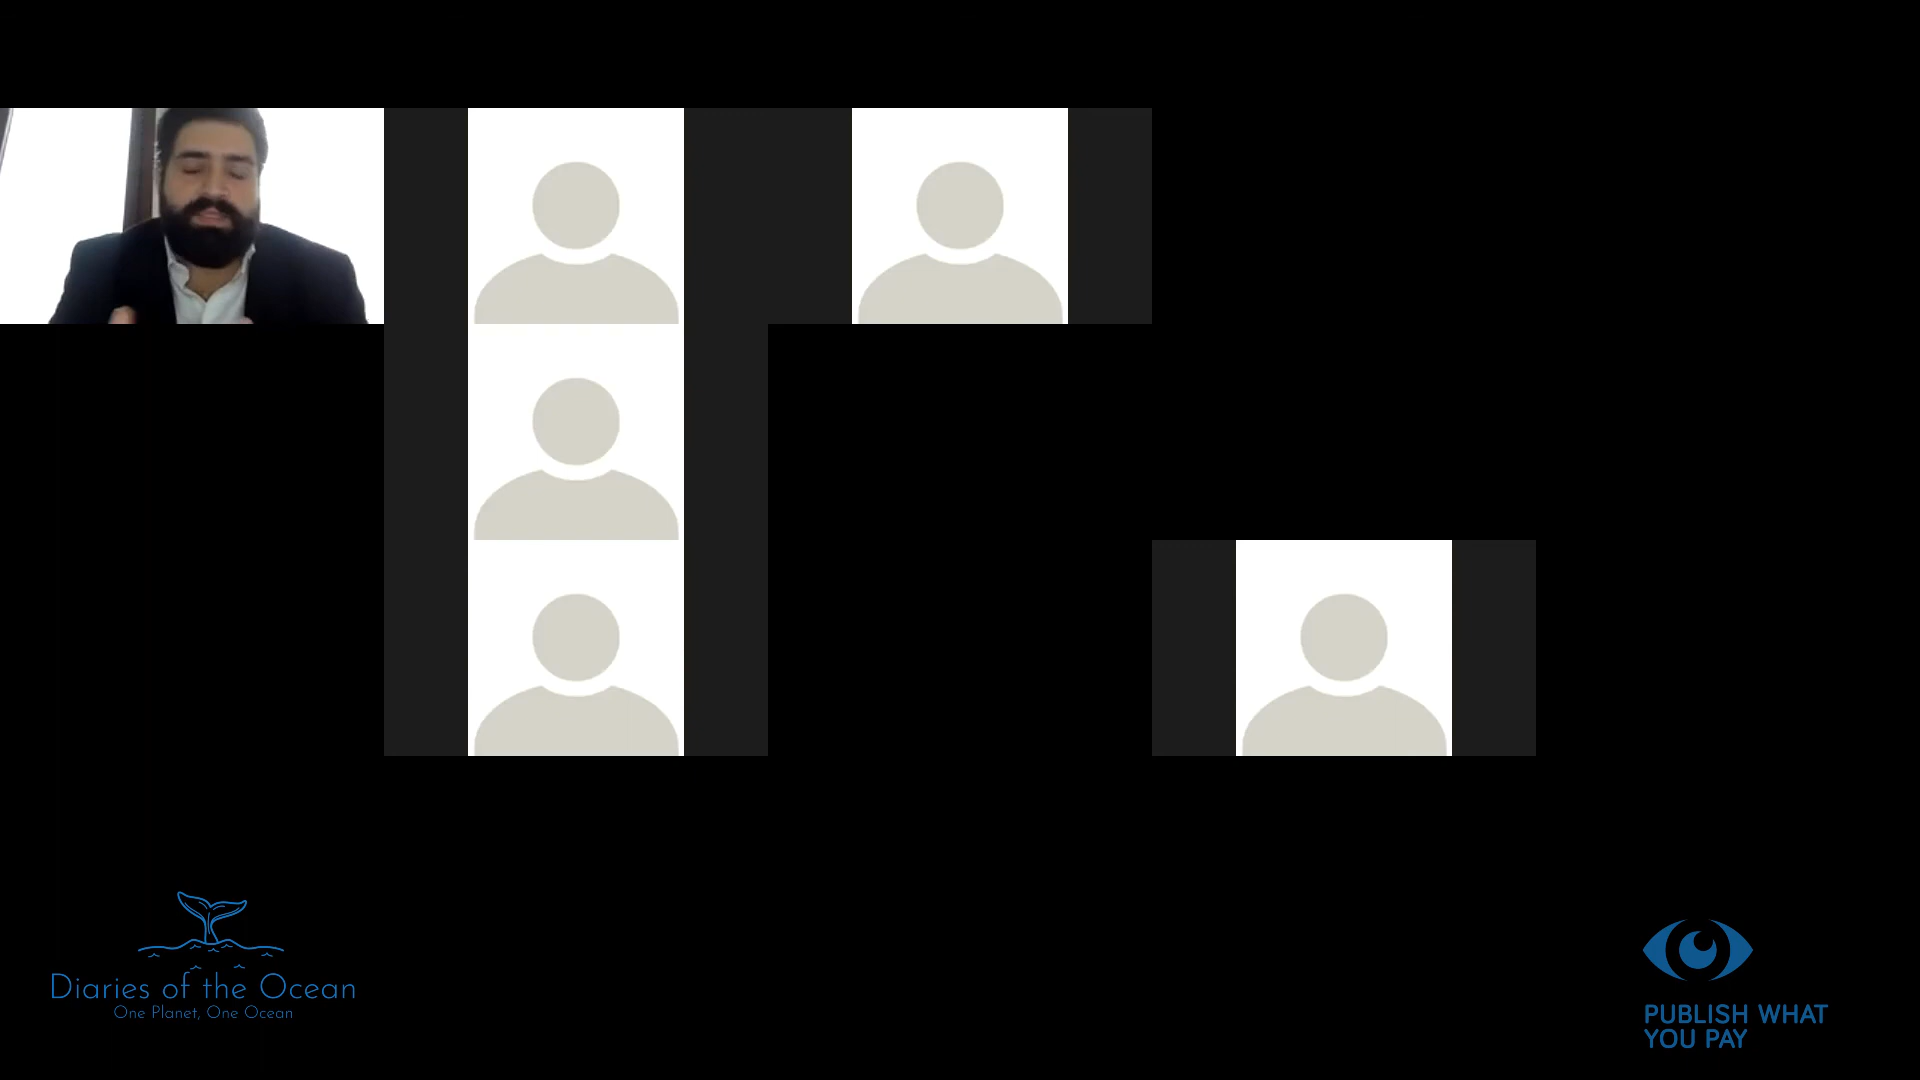 Diaries of the Ocean
One Planet, One Ocean
PUBLISH WHAT
YOU PAY